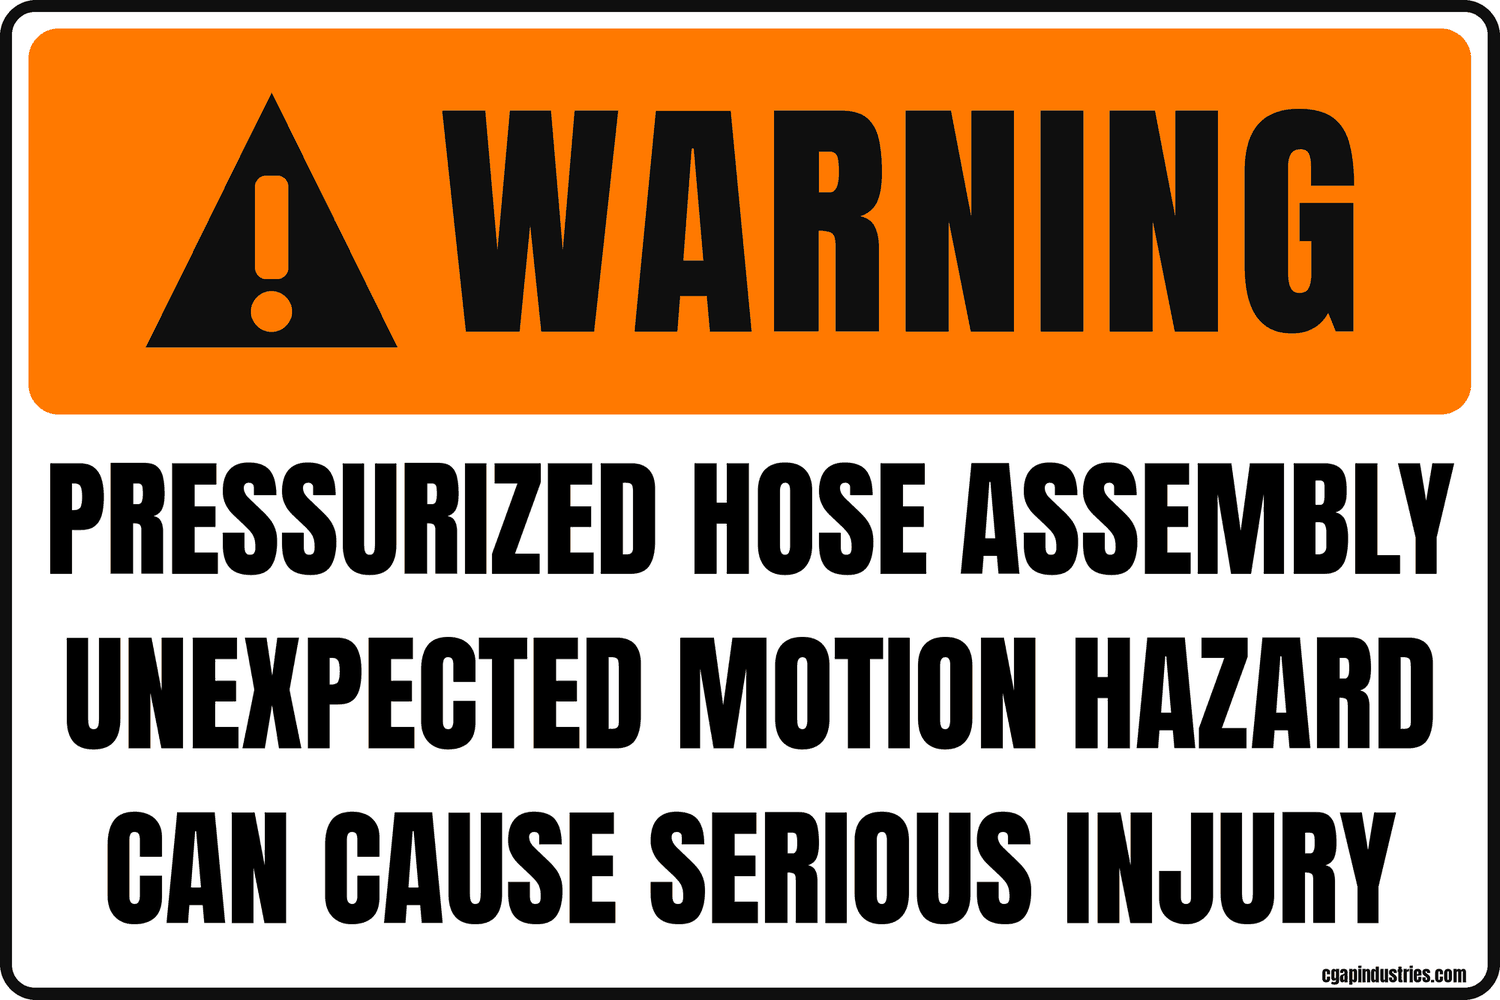 WARNING
PRESSURIZED HOSE ASSEMBLY
UNEXPECTED MOTION HAZARD
CAN CAUSE SERIOUS INJURY
cgapindustries.com